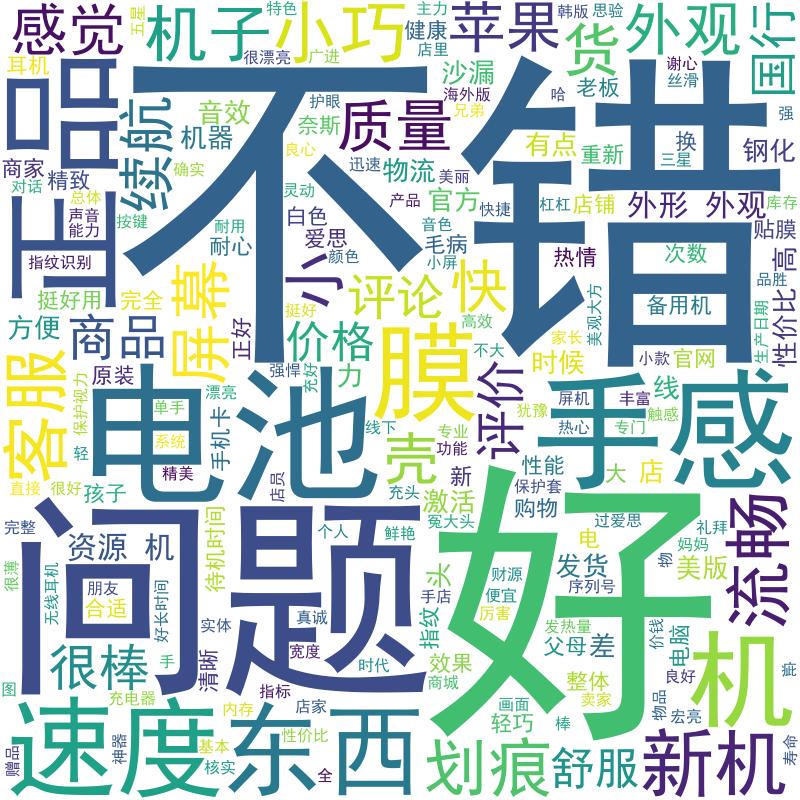 感觉
五星
机子
特色
小巧
主力
健康
苹果
韩版
思验
货
外观
国行
耳机
很漂亮
广进
店里
沙漏
海外版
谢心
丝滑
品
不错
续航
音效
护眼
奈斯
质量
兄弟
哈
老板
强
机器
良心
有点
换
三星
钢化
商家
精致
确实
迅速
物流
美丽
重新
对话
灵动
产品
官方
音色
快捷
杠杠
店铺
外形
外观
库存
正
总体
声音
能力
按键
耐用
耐心
白色
爱思
颜色
毛病
小屏
热情
次数
贴膜
高
指纹识别
小
品胜
挺好用
完全
屏幕
挺好
评论
快
高效
美观大方
备用机
性价比
生产日期
方便
商品
正好
价格
膜
不大
家长
时候
小款
官网
客服
原装
强悍
充好
力
评价
屏机
丰富
线
触感
保护视力
漂亮
单手
电池
手机卡
犹豫
手感
轻
系统
线下
壳
专业
功能
热心
专门
直接
很好
精美
孩子
店员
充头
新
性能
保护套
大
店
问题
好
激活
购物
完整
资源
机
待机时间
个人
鲜艳
冤大头
过爱思
礼拜
流畅
很薄
无线耳机
朋友
合适
好长时间
头
财源
便宜
厉害
电
发货
序列号
物
妈妈
美版
真诚
手店
指纹
发热量
父母
差
价钱
电脑
机
很棒
手
实体
清晰
宽度
时代
效果
商城
整体
良好
疵
图
充电器
指标
画面
轻巧
卖家
物品
宏亮
速度
内存
店家
东西
棒
赠品
神器
基本
核实
性价比
全
划痕
舒服
新机
寿命